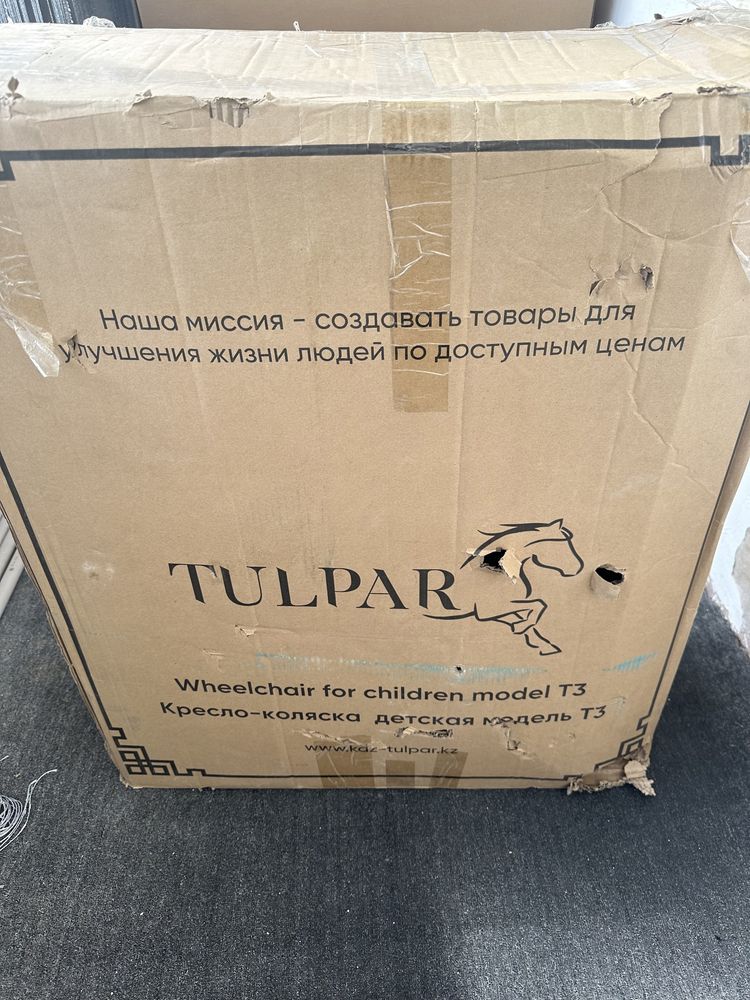 Наша миссия - создавать товары для
улучшения жизни людей по доступным ценам
TULPAR
Wheelchair for children model T3
Кресло-коляска детская модель T3
www.kaz-tulpar.kz